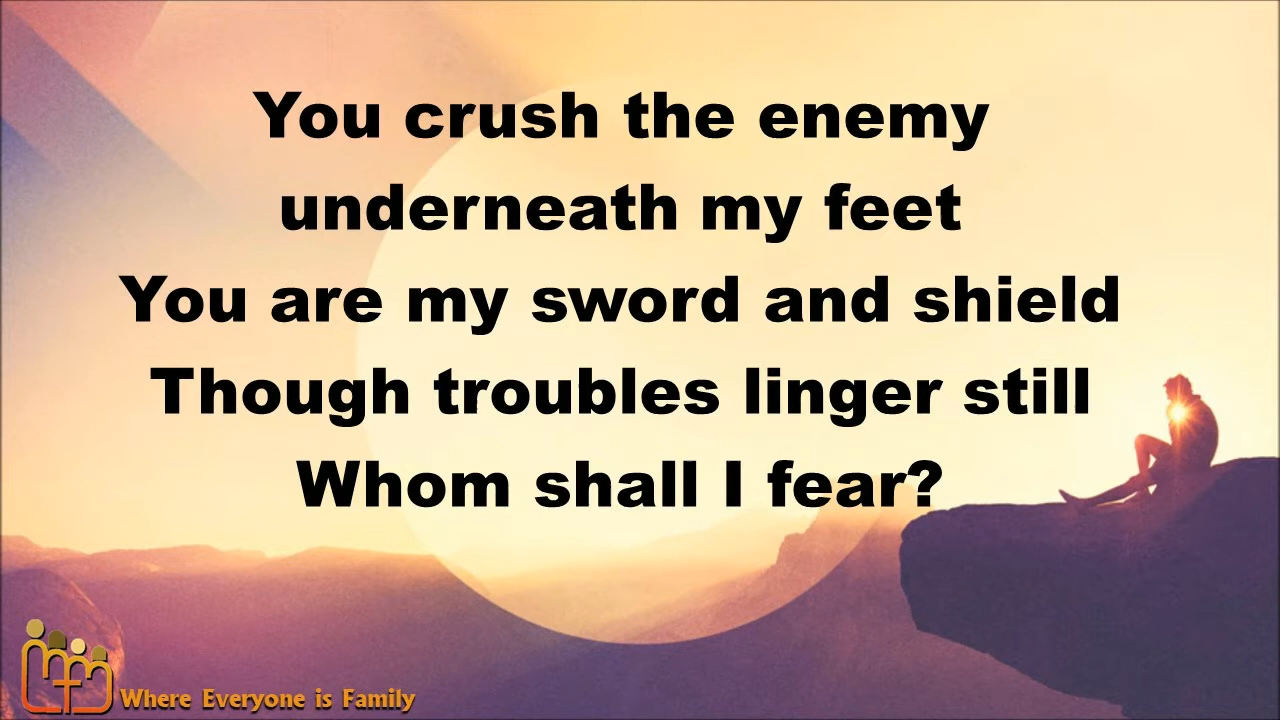 You crush the enemy
underneath my feet
You are my sword and shield
Though troubles linger still
Whom shall I fear?
Where Everyone is Family